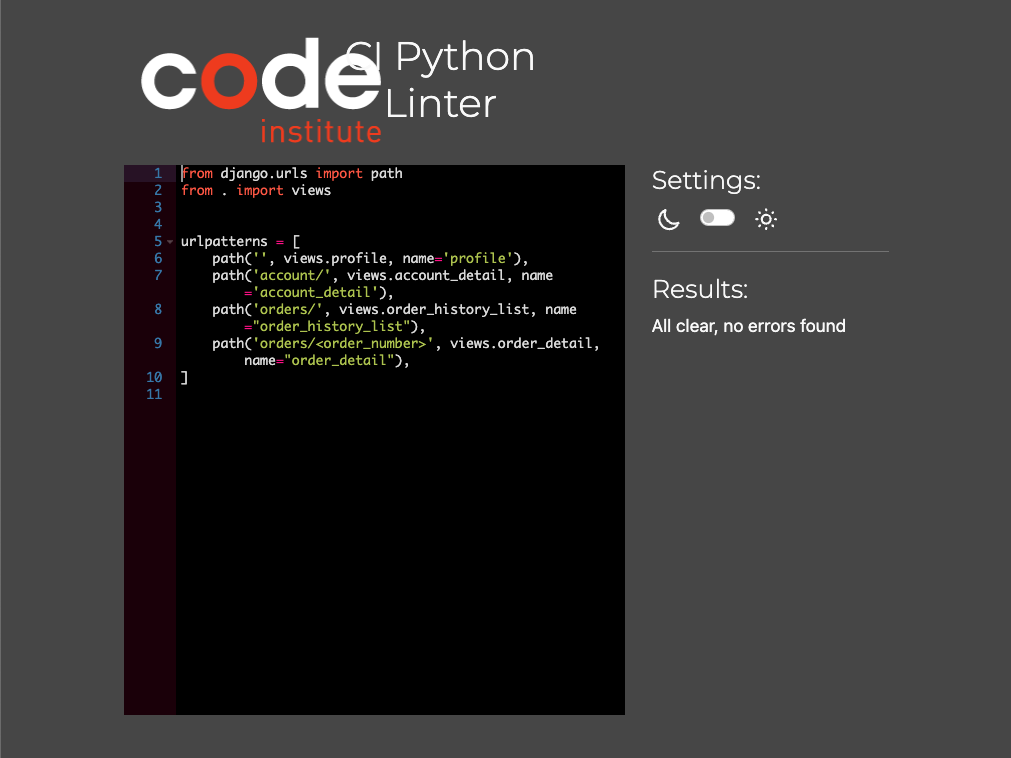 code
institute
CI Python
Linter
1 from django.urls import path
2 from . import views
3
4
5 urlpatterns = [
6 path('', views.profile, name='profile'),
7 path('account/', views.account_detail, name
='account_detail'),
8 path('orders/', views.order_history_list, name
="order_history_list"),
9 path('orders/<order_number>', views.order_detail,
name="order_detail"),
10 ]
11
Settings:
Results:
All clear, no errors found